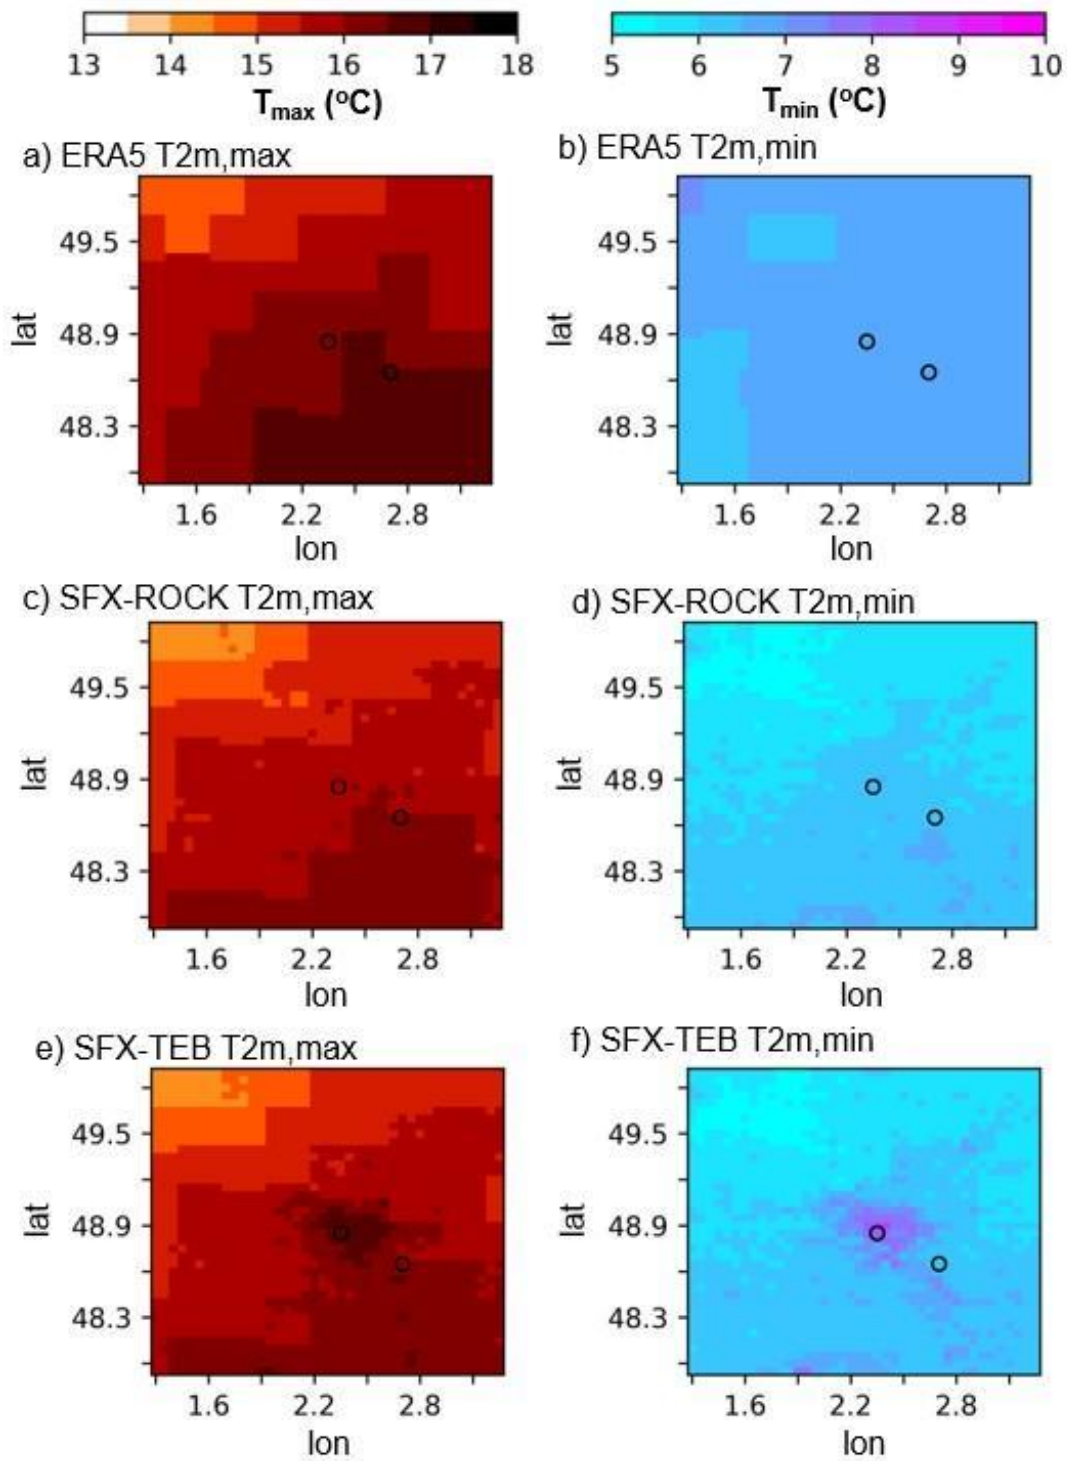 13 14 15 16 17 18
T_max (°C)
5 6 7 8 9 10
T_min (°C)
a) ERA5 T2m,max
49.5
48.9
48.3
lat
1.6 2.2 2.8
lon
b) ERA5 T2m,min
49.5
48.9
48.3
lat
1.6 2.2 2.8
lon
c) SFX-ROCK T2m,max
49.5
48.9
48.3
lat
1.6 2.2 2.8
lon
d) SFX-ROCK T2m,min
49.5
48.9
48.3
lat
1.6 2.2 2.8
lon
e) SFX-TEB T2m,max
49.5
48.9
48.3
lat
1.6 2.2 2.8
lon
f) SFX-TEB T2m,min
49.5
48.9
48.3
lat
1.6 2.2 2.8
lon